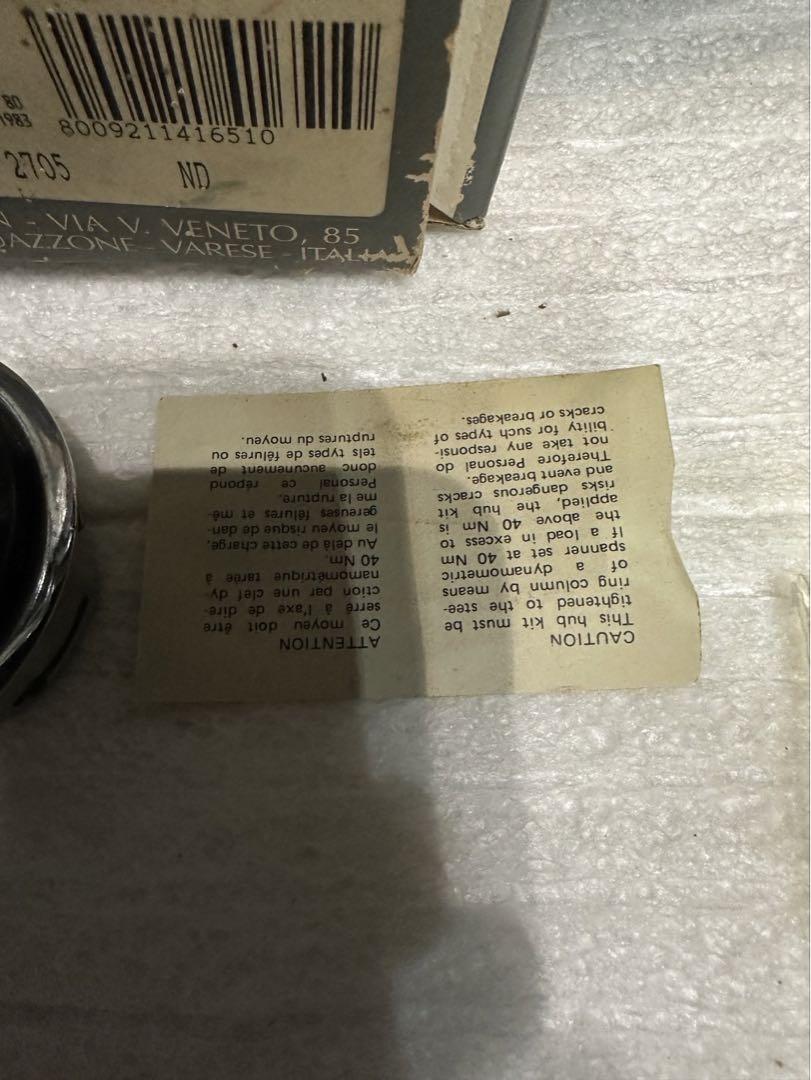 80
1983
8009211416510
2705
ND
N - VIA V. VENETO, 85
DAZZONE - VARESE - ITALIA
CAUTION
This hub kit must be
tightened to the stee-
ring column by means
of a dynamometric
spanner set at 40 Nm
If a load in excess to
the above 40 Nm is
applied, the hub kit
risks dangerous cracks
and event breakage.
Therefore Personal do
not take any responsi-
bility for such types of
cracks or breakages.
ATTENTION
Ce moyeu doit être
serré à l'axe de dire-
ction par une clef dy
namométrique tarée à
40 Nm.
Au delà de cette charge,
le moyeu risque de dan-
gereuses fêlures et mê-
me la rupture.
Personal ce répond
donc aucunement de
tels types de fêlures ou
ruptures du moyeu.